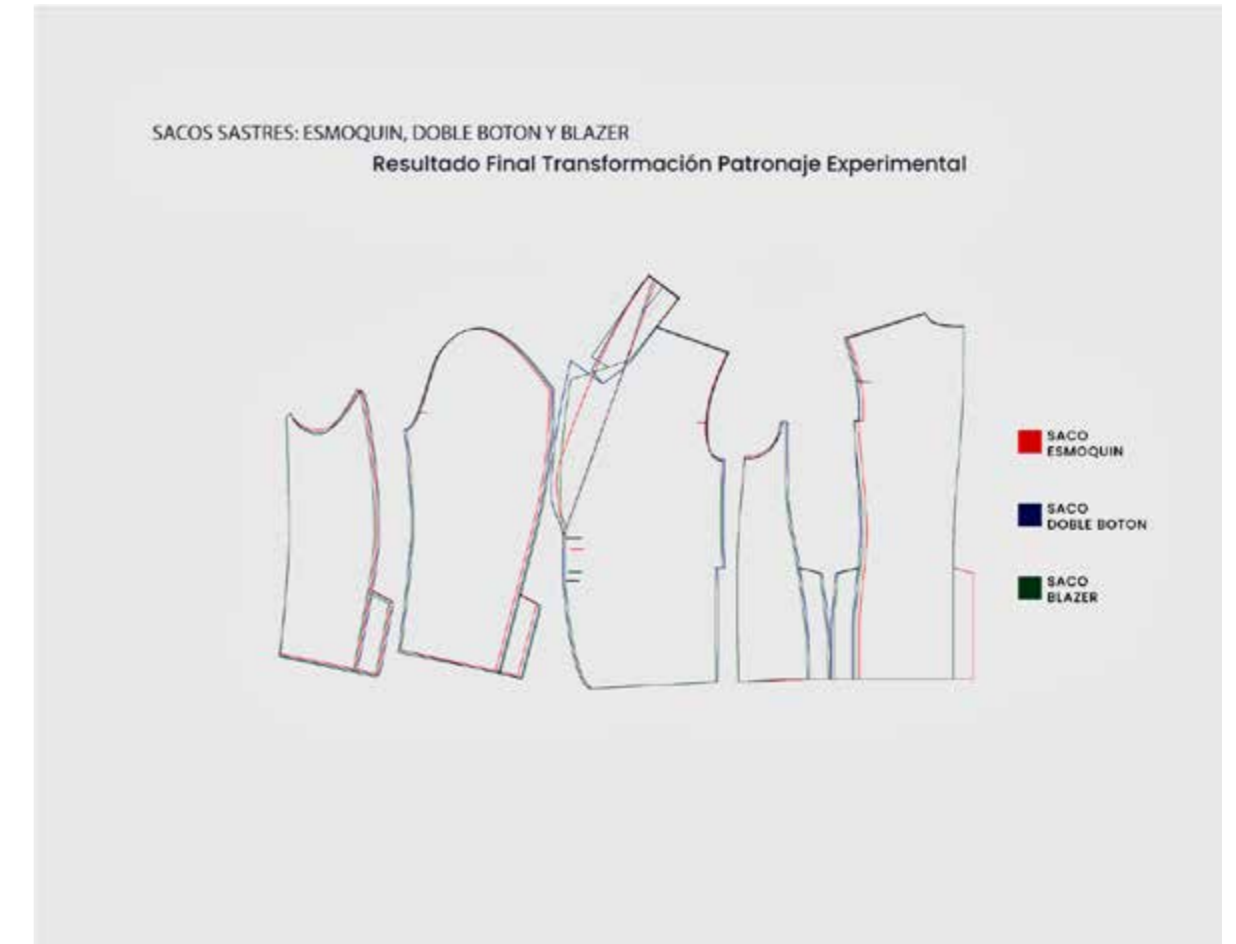 SACOS SASTRES: ESMOQUIN, DOBLE BOTON Y BLAZER
Resultado Final Transformación Patronaje Experimental
SACO
ESMOQUIN
SACO
DOBLE BOTON
SACO
BLAZER